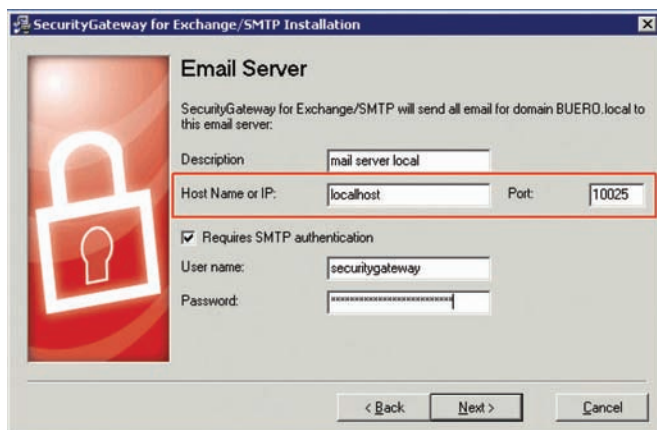 SecurityGateway for Exchange/SMTP Installation
Email Server
SecurityGateway for Exchange/SMTP will send all email for domain BUERO.local to
this email server:
Description mail server local
Host Name or IP: localhost Port: 10025
Requires SMTP authentication
User name: securitygateway
Password: **************************
< Back Next > Cancel